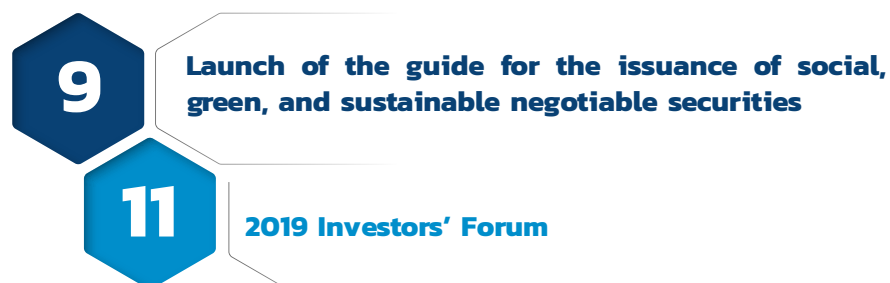 9
Launch of the guide for the issuance of social,
green, and sustainable negotiable securities
11
2019 Investors’ Forum